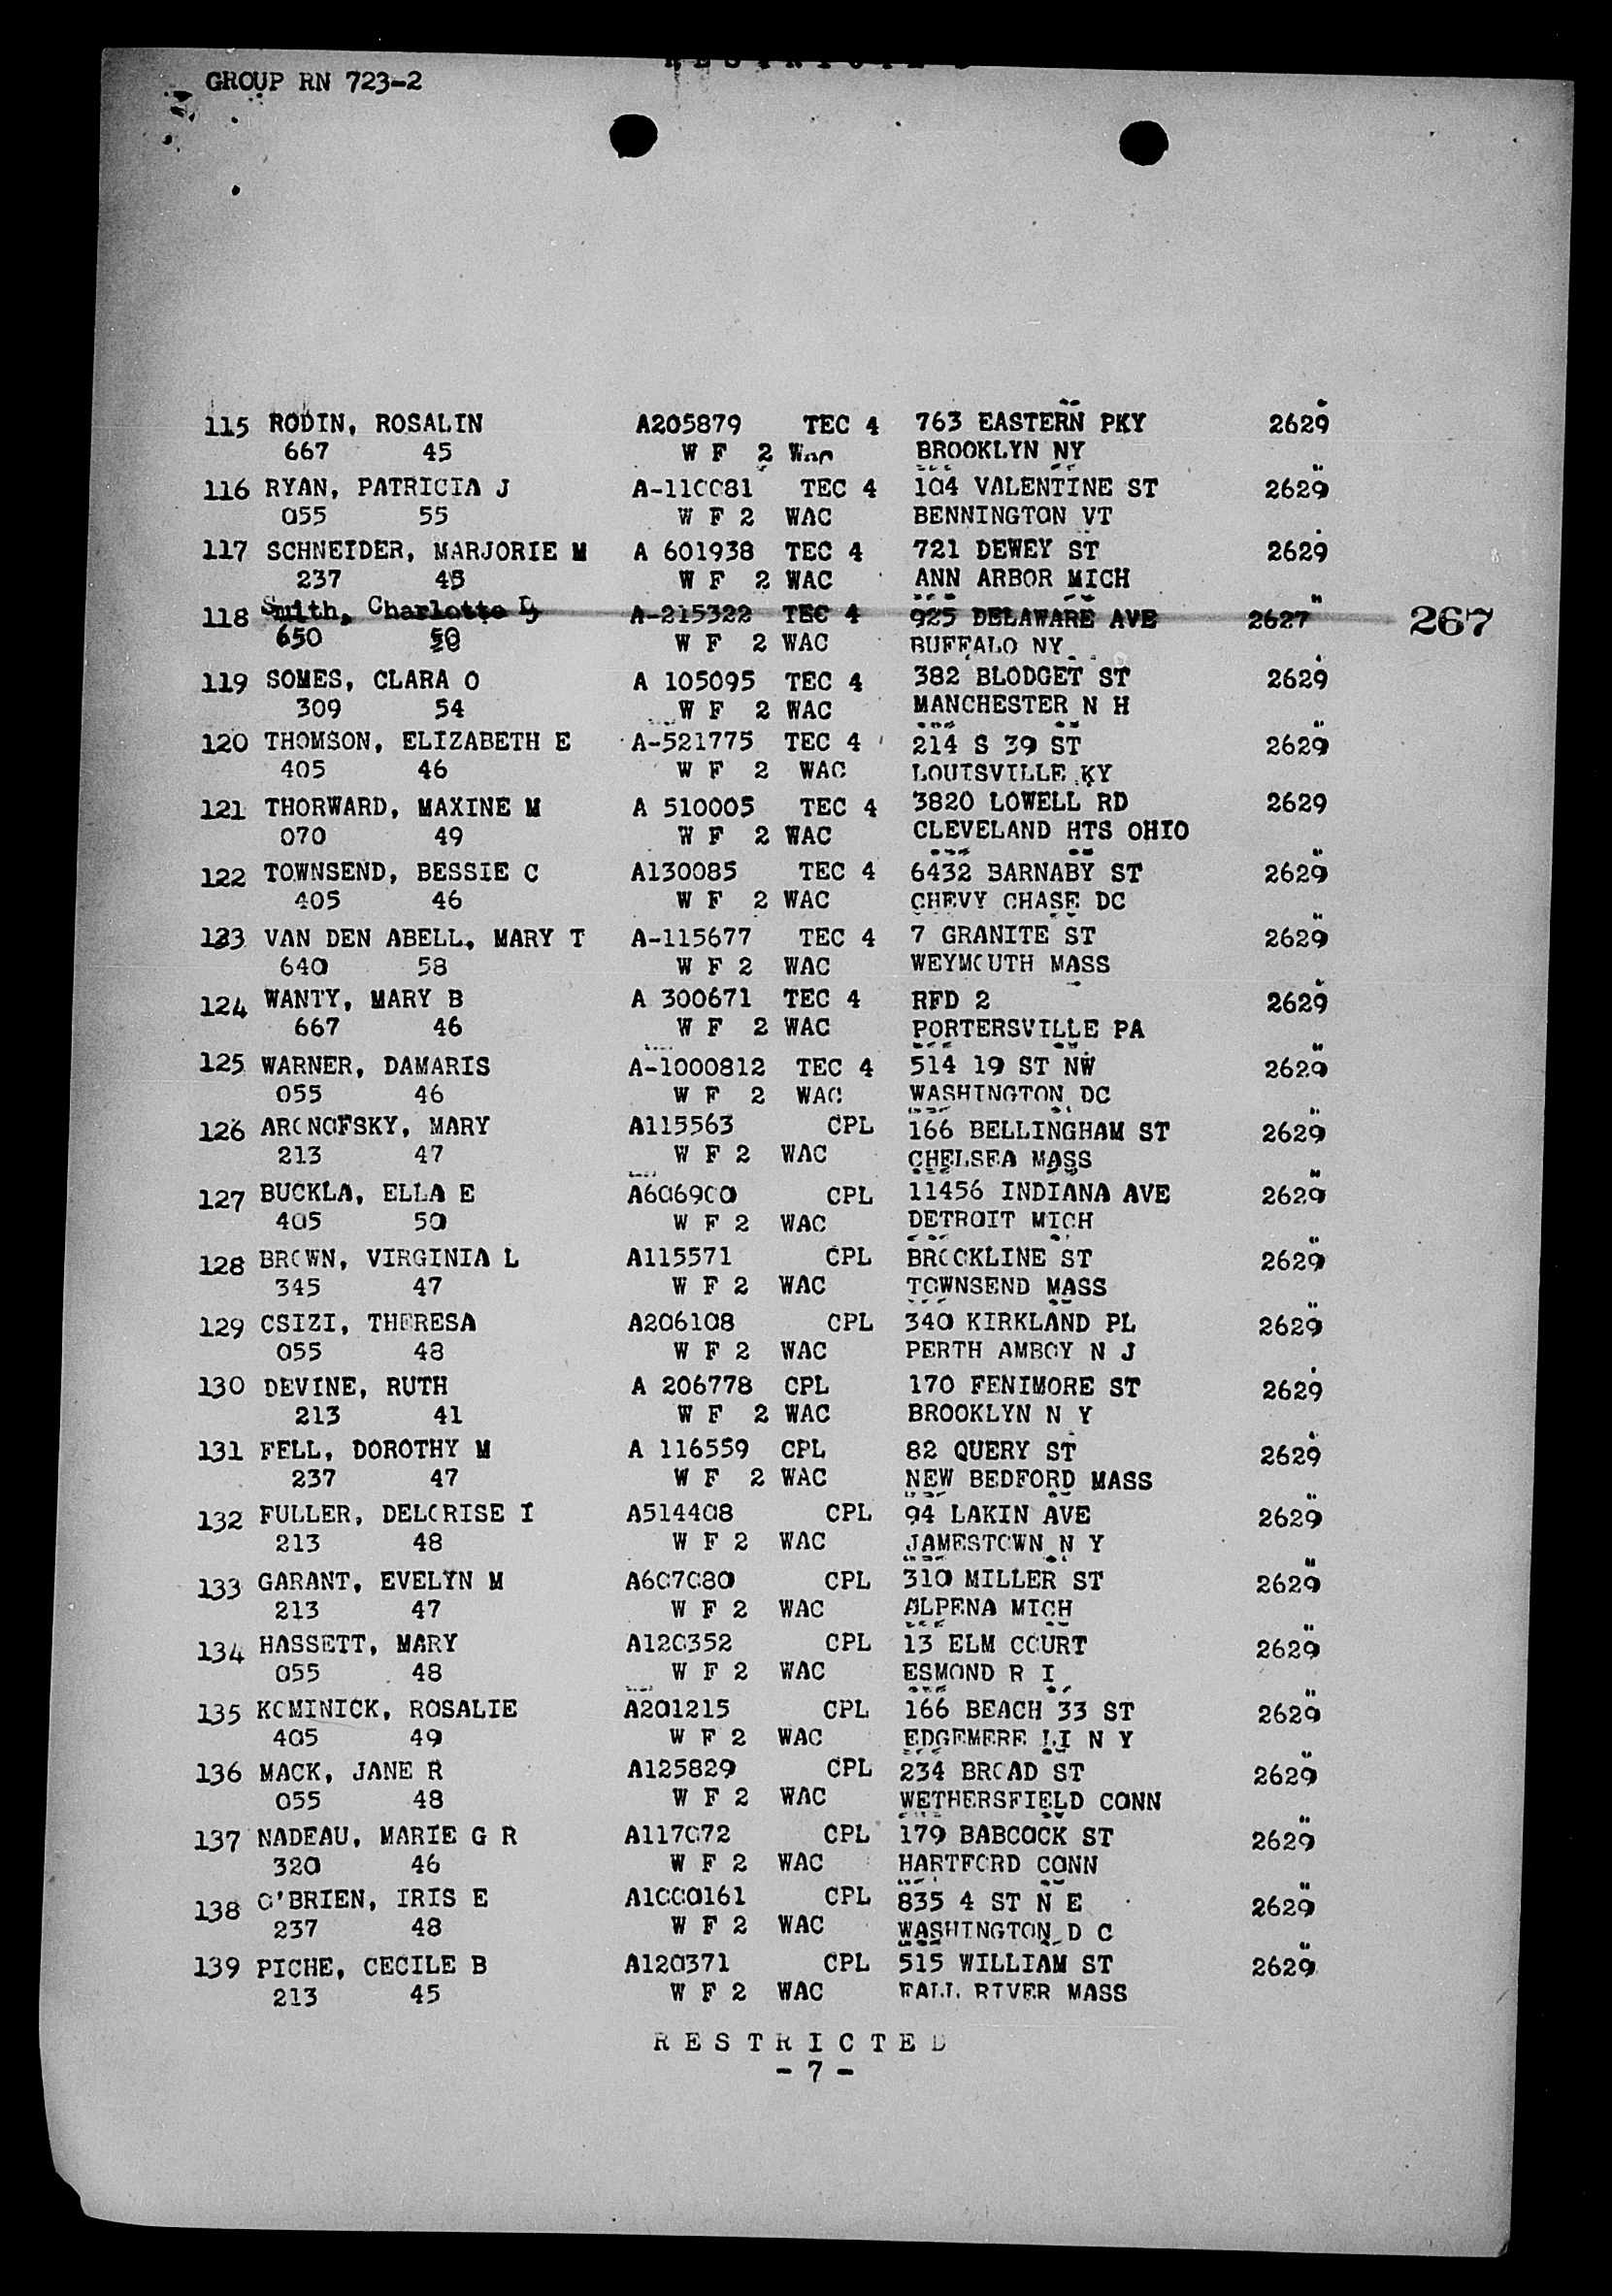 RESTRICTED
GROUP RN 723-2
115 RODIN, ROSALIN A205879 TEC 4 763 EASTERN PKY 2629
667 45 W F 2 Wac BROOKLYN NY
116 RYAN, PATRICIA J A-110081 TEC 4 104 VALENTINE ST 2629
055 55 W F 2 WAC BENNINGTON VT
117 SCHNEIDER, MARJORIE M A 601938 TEC 4 721 DEWEY ST 2629
237 45 W F 2 WAC ANN ARBOR MICH
118 Smith, Charlotte D A-215322 TEC 4 925 DELAWARE AVE 2627 267
650 W F 2 WAC BUFFALO NY
119 SOMES, CLARA O A 105095 TEC 4 382 BLODGET ST 2629
309 54 W F 2 WAC MANCHESTER N H
120 THOMSON, ELIZABETH E A-521775 TEC 4 214 S 39 ST 2629
405 46 W F 2 WAC LOUISVILLE KY
121 THORWARD, MAXINE M A 510005 TEC 4 3820 LOWELL RD 2629
070 49 W F 2 WAC CLEVELAND HTS OHIO
122 TOWNSEND, BESSIE C A130085 TEC 4 6432 BARNABY ST 2629
405 46 W F 2 WAC CHEVY CHASE DC
123 VAN DEN ABELL, MARY T A-115677 TEC 4 7 GRANITE ST 2629
640 58 W F 2 WAC WEYMOUTH MASS
124 WANTY, MARY B A 300671 TEC 4 RFD 2 2629
667 46 W F 2 WAC PORTERSVILLE PA
125 WARNER, DAMARIS A-1000812 TEC 4 514 19 ST NW 2629
055 46 W F 2 WAC WASHINGTON DC
126 ARONOFSKY, MARY A115563 CPL 166 BELLINGHAM ST 2629
213 47 W F 2 WAC CHELSEA MASS
127 BUCKLA, ELLA E A606900 CPL 11456 INDIANA AVE 2629
405 50 W F 2 WAC DETROIT MICH
128 BROWN, VIRGINIA L A115571 CPL BROOKLINE ST 2629
345 47 W F 2 WAC TOWNSEND MASS
129 CSIZI, THERESA A206108 CPL 340 KIRKLAND PL 2629
055 48 W F 2 WAC PERTH AMBOY N J
130 DEVINE, RUTH A 206778 CPL 170 FENIMORE ST 2629
213 41 W F 2 WAC BROOKLYN N Y
131 FELL, DOROTHY M A 116559 CPL 82 QUERY ST 2629
237 47 W F 2 WAC NEW BEDFORD MASS
132 FULLER, DELORISE I A514408 CPL 94 LAKIN AVE 2629
213 48 W F 2 WAC JAMESTOWN N Y
133 GARANT, EVELYN M A607080 CPL 310 MILLER ST 2629
213 47 W F 2 WAC ALPENA MICH
134 HASSETT, MARY A120352 CPL 13 ELM COURT 2629
055 48 W F 2 WAC ESMOND R I
135 KOMINICK, ROSALIE A201215 CPL 166 BEACH 33 ST 2629
405 49 W F 2 WAC EDGEMERE LI N Y
136 MACK, JANE R A125829 CPL 234 BROAD ST 2629
055 48 W F 2 WAC WETHERSFIELD CONN
137 NADEAU, MARIE G R A117072 CPL 179 BABCOCK ST 2629
320 46 W F 2 WAC HARTFORD CONN
138 O'BRIEN, IRIS E A1000161 CPL 835 4 ST N E 2629
237 48 W F 2 WAC WASHINGTON D C
139 PICHE, CECILE B A120371 CPL 515 WILLIAM ST 2629
213 45 W F 2 WAC FALL RIVER MASS
RESTRICTED
- 7 -